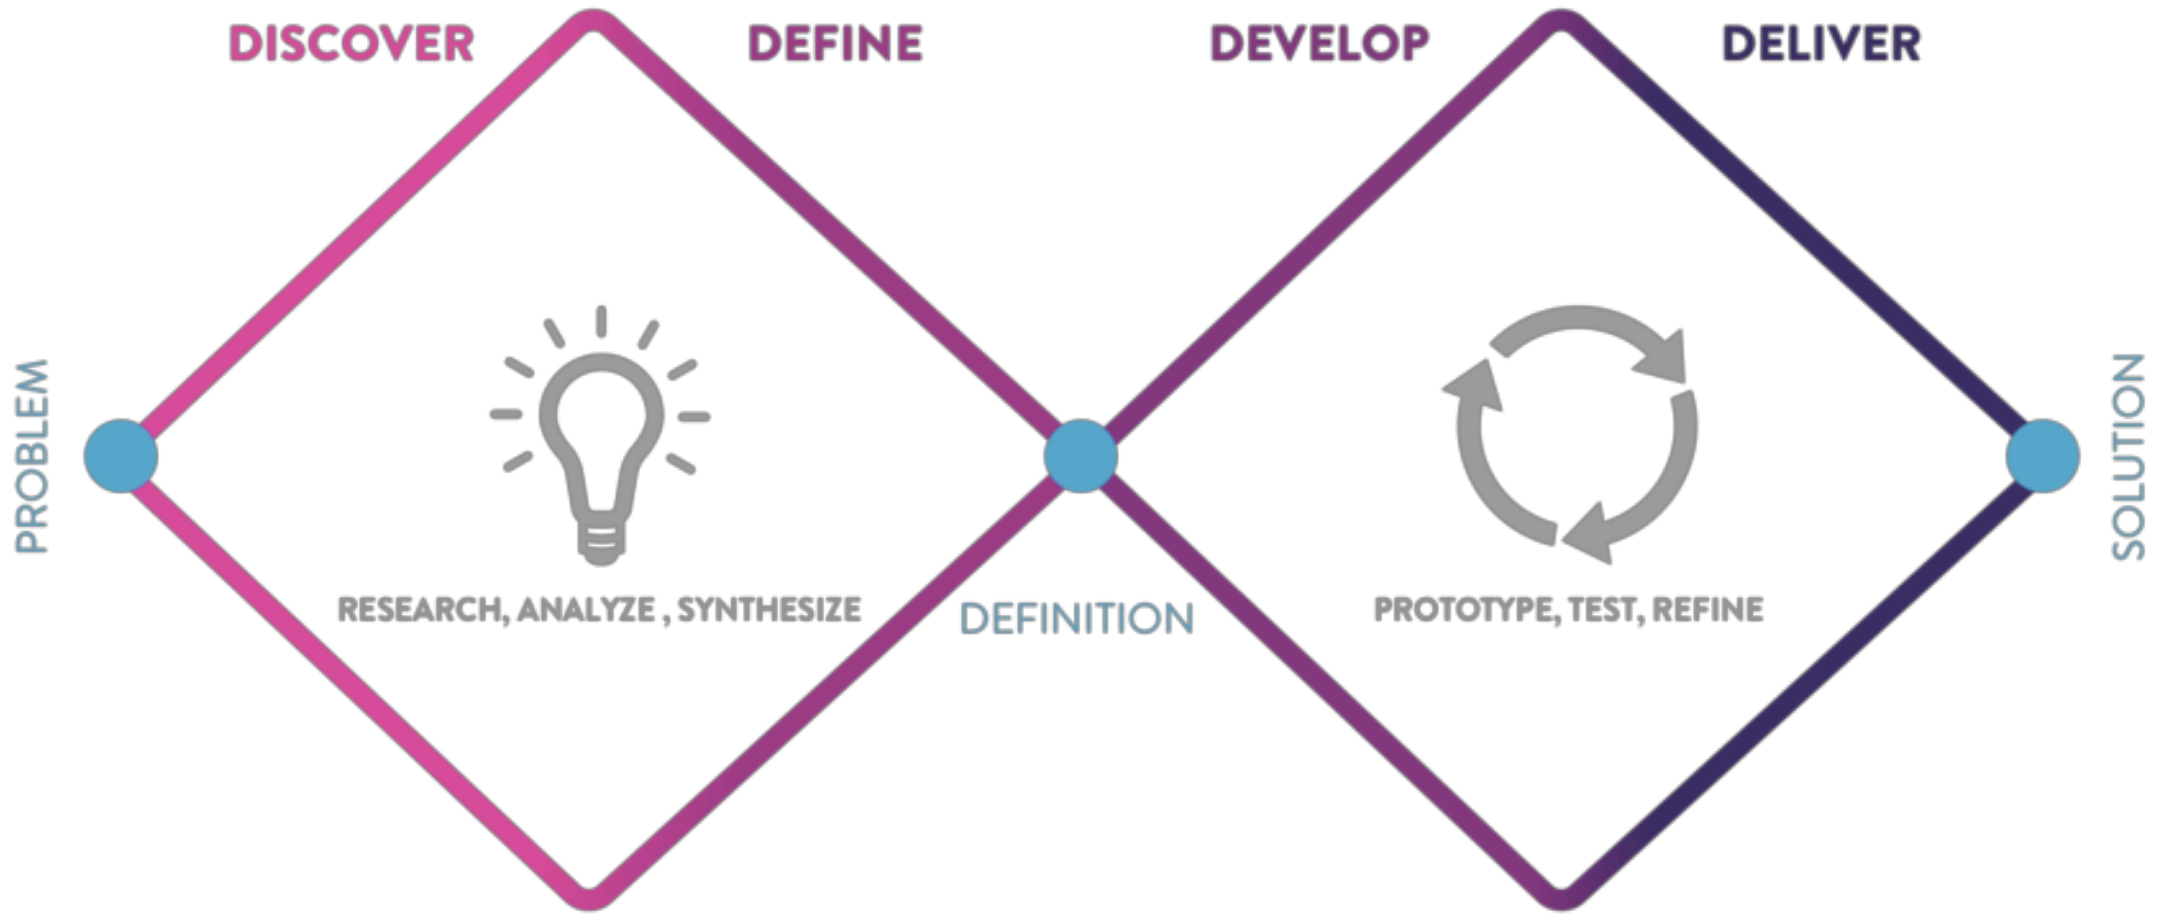 DISCOVER
DEFINE
DEVELOP
DELIVER
PROBLEM
SOLUTION
RESEARCH, ANALYZE , SYNTHESIZE
DEFINITION
PROTOTYPE, TEST, REFINE